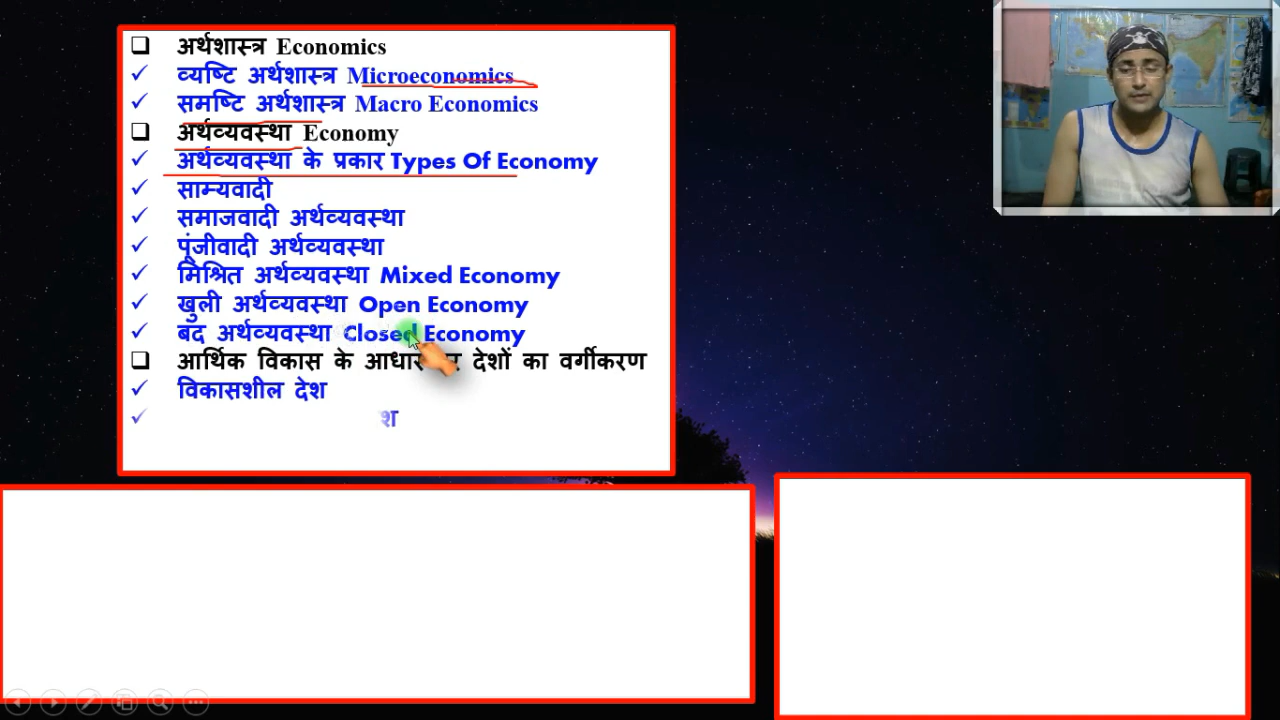 अर्थशास्त्र Economics
व्यष्टि अर्थशास्त्र Microeconomics
समष्टि अर्थशास्त्र Macro Economics
अर्थव्यवस्था Economy
अर्थव्यवस्था के प्रकार Types Of Economy
साम्यवादी
समाजवादी अर्थव्यवस्था
पूंजीवादी अर्थव्यवस्था
मिश्रित अर्थव्यवस्था Mixed Economy
खुली अर्थव्यवस्था Open Economy
बंद अर्थव्यवस्था Closed Economy
आर्थिक विकास के देशों का वर्गीकरण
विकासशील देश
श